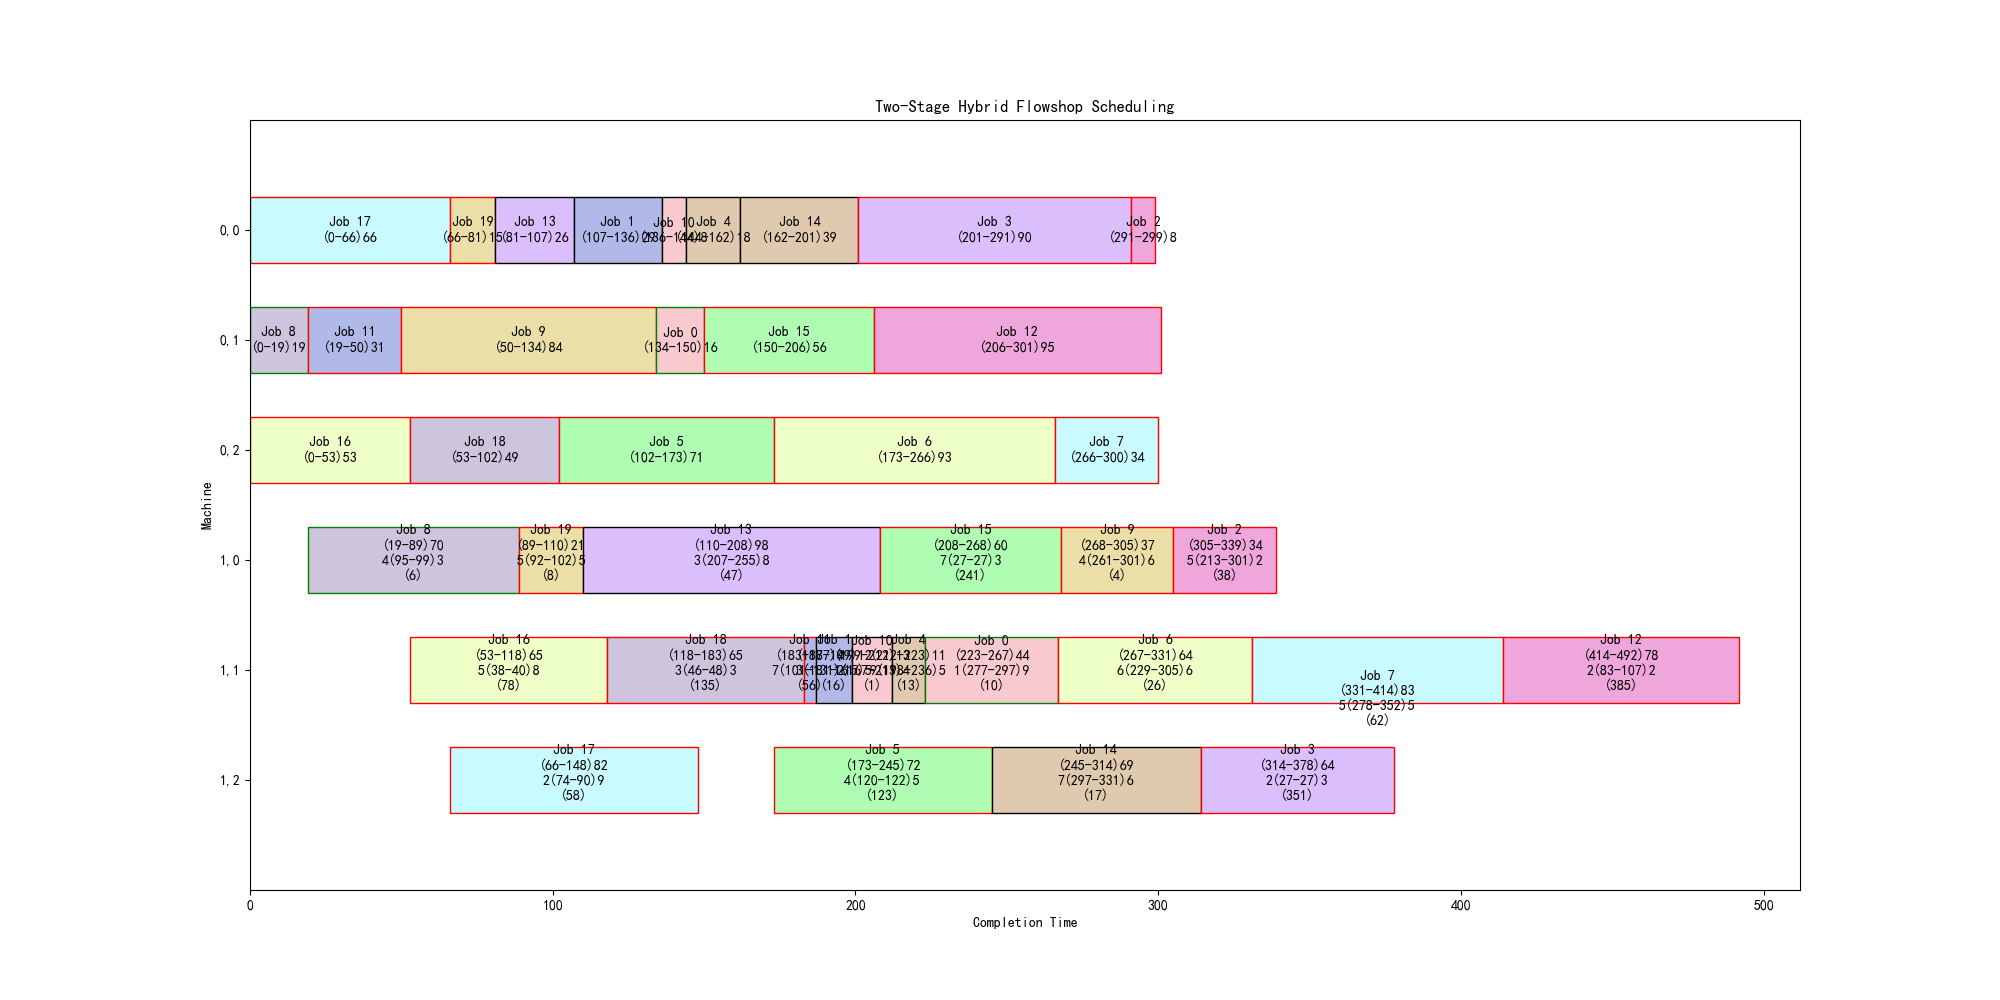 Two-Stage Hybrid Flowshop Scheduling
0,0
Job 17
(0-66)66
Job 19
(66-81)15
Job 13
(81-107)26
Job 1
(107-136)29
Job 10
(136-144)8
Job 4
(144-162)18
Job 14
(162-201)39
Job 3
(201-291)90
Job 2
(291-299)8
0,1
Job 8
(0-19)19
Job 11
(19-50)31
Job 9
(50-134)84
Job 0
(134-150)16
Job 15
(150-206)56
Job 12
(206-301)95
0,2
Job 16
(0-53)53
Job 18
(53-102)49
Job 5
(102-173)71
Job 6
(173-266)93
Job 7
(266-300)34
Machine
1,0
Job 8
(19-89)70
4(95-99)3
(6)
Job 19
(89-110)21
5(92-102)5
(8)
Job 13
(110-208)98
3(207-255)8
(47)
Job 15
(208-268)60
7(27-27)3
(241)
Job 9
(268-305)37
4(261-301)6
(4)
Job 2
(305-339)34
5(213-301)2
(38)
1,1
Job 16
(53-118)65
5(38-40)8
(78)
Job 18
(118-183)65
3(46-48)3
(135)
Job 11
(183-187)4
(56)
Job 1
(16)
Job 10
(1)
Job 4
(212-223)11
(13)
Job 0
(223-267)44
1(277-297)9
(10)
Job 6
(267-331)64
6(229-305)6
(26)
Job 7
(331-414)83
5(278-352)5
(62)
Job 12
(414-492)78
2(83-107)2
(385)
1,2
Job 17
(66-148)82
2(74-90)9
(58)
Job 5
(173-245)72
4(120-122)5
(123)
Job 14
(245-314)69
7(297-331)6
(17)
Job 3
(314-378)64
2(27-27)3
(351)
0
100
200
300
400
500
Completion Time